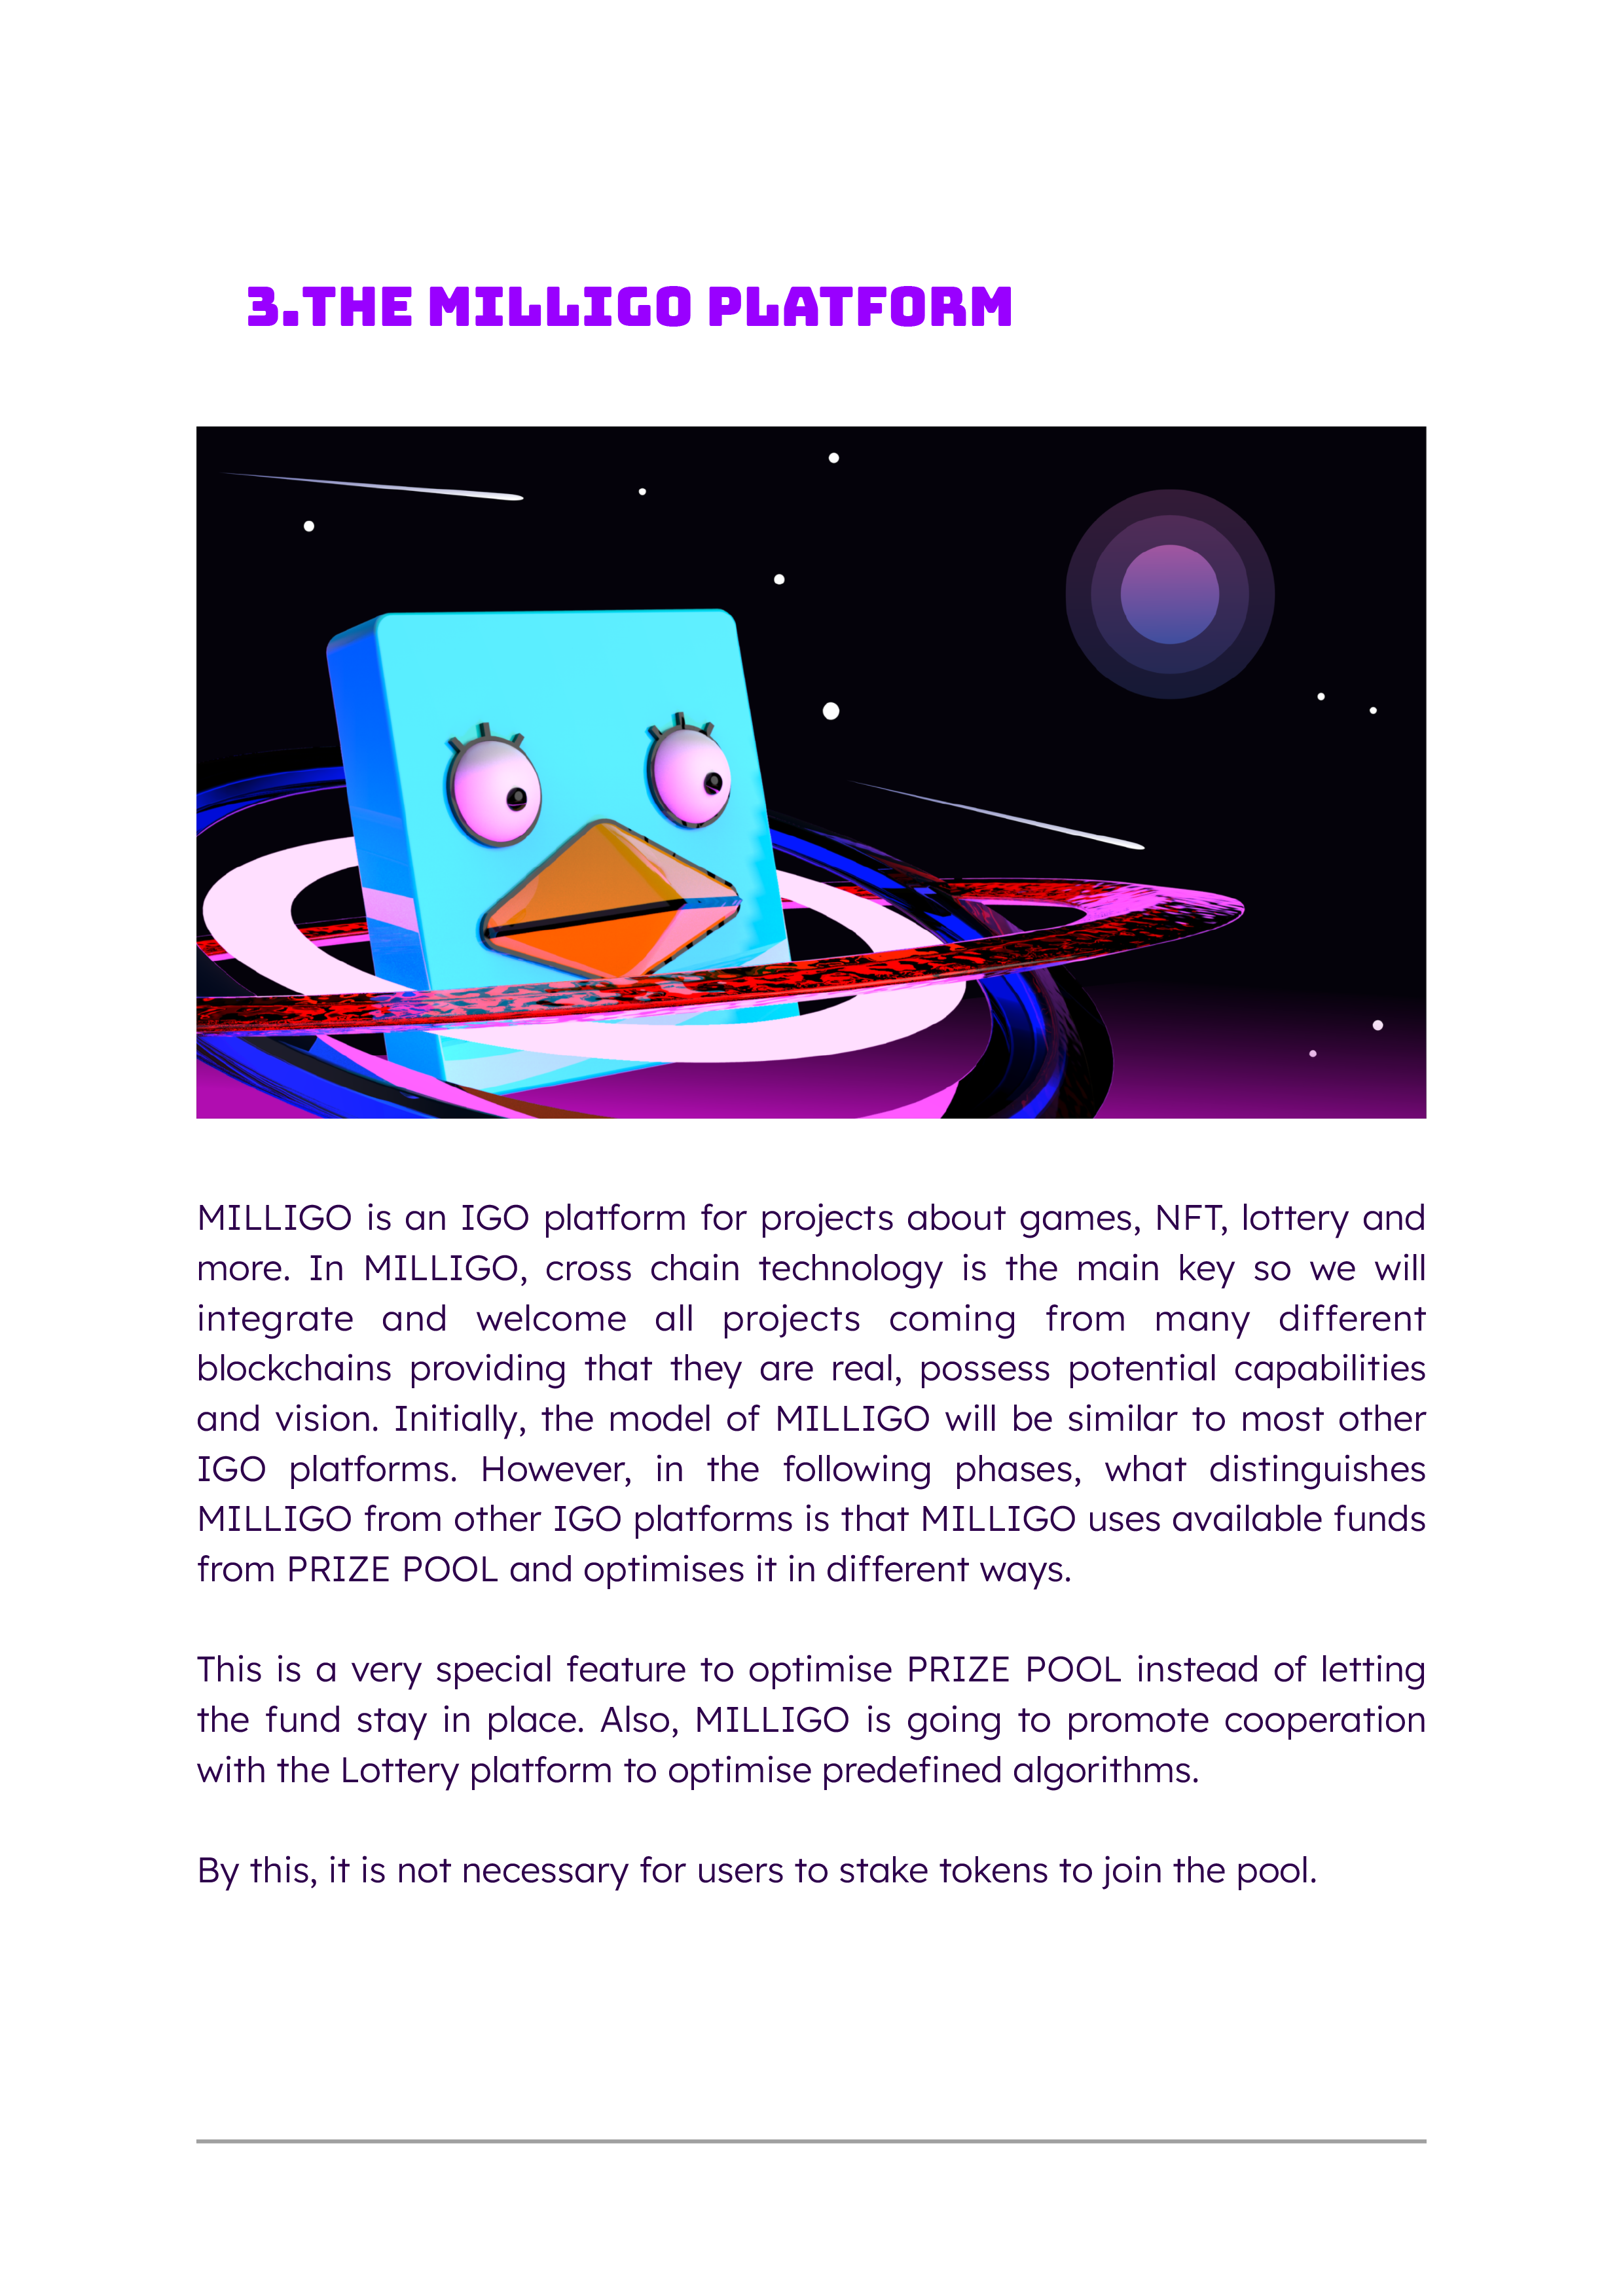 3.THE MILLIGO PLATFORM
MILLIGO is an IGO platform for projects about games, NFT, lottery and
more. In MILLIGO, cross chain technology is the main key so we will
integrate and welcome all projects coming from many different
blockchains providing that they are real, possess potential capabilities
and vision. Initially, the model of MILLIGO will be similar to most other
IGO platforms. However, in the following phases, what distinguishes
MILLIGO from other IGO platforms is that MILLIGO uses available funds
from PRIZE POOL and optimises it in different ways.
This is a very special feature to optimise PRIZE POOL instead of letting
the fund stay in place. Also, MILLIGO is going to promote cooperation
with the Lottery platform to optimise predefined algorithms.
By this, it is not necessary for users to stake tokens to join the pool.